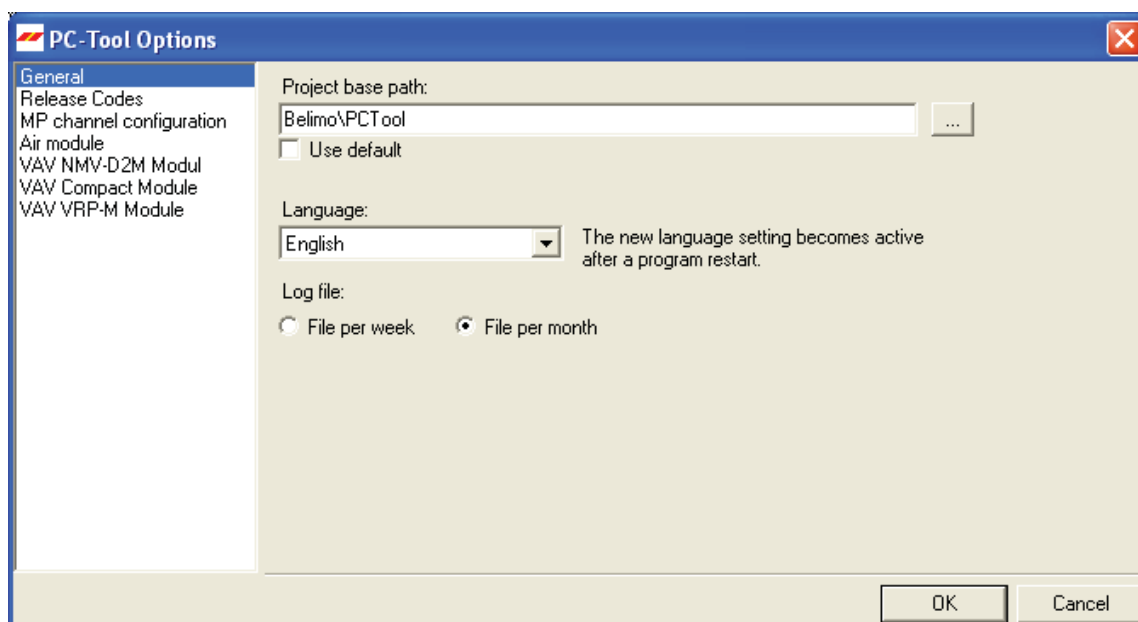 PC-Tool Options
General
Release Codes
MP channel configuration
Air module
VAV NMV-D2M Modul
VAV Compact Module
VAV VRP-M Module
Project base path:
Belimo\PCTool
...
Use default
Language:
English
The new language setting becomes active
after a program restart.
Log file:
File per week
File per month
OK
Cancel